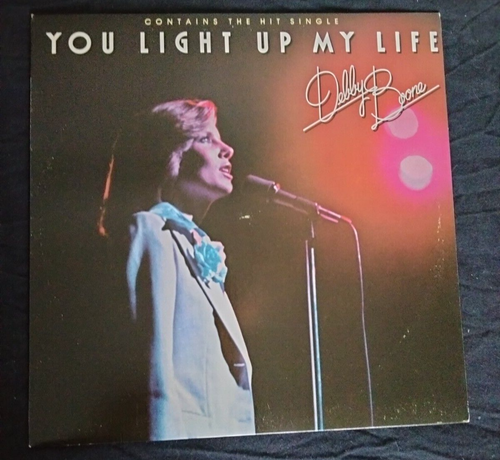 CONTAINS THE HIT SINGLE
YOU LIGHT UP MY LIFE
Debby Boone